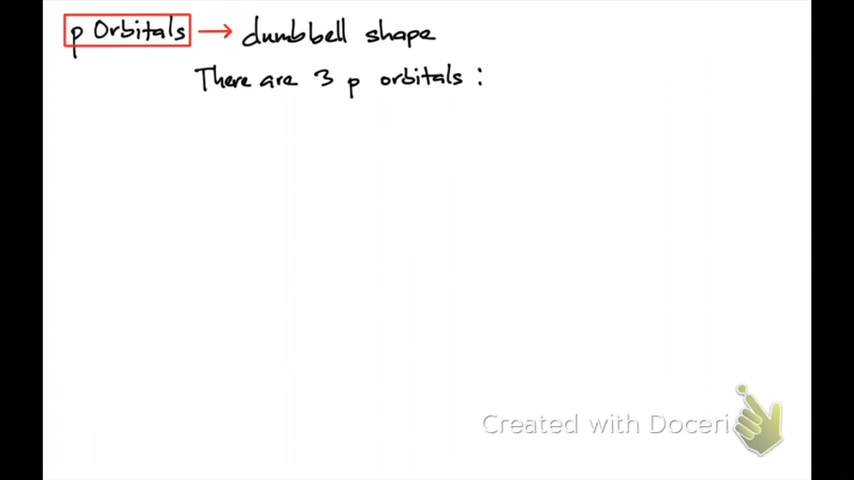 p Orbitals → dumbbell shape
There are 3 p orbitals :
Created with Doceri